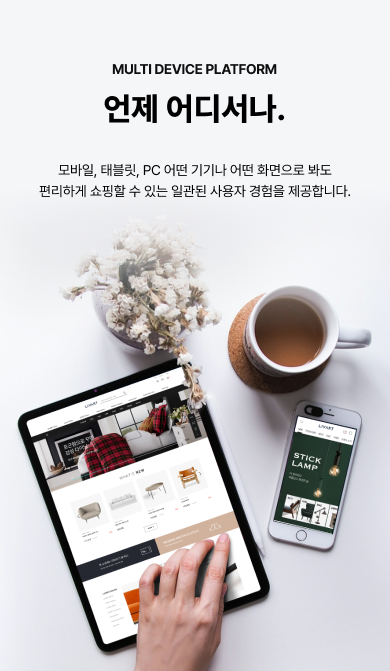 MULTI DEVICE PLATFORM
언제 어디서나.
모바일, 태블릿, PC 어떤 기기나 어떤 화면으로 봐도
편리하게 쇼핑할 수 있는 일관된 사용자 경험을 제공합니다.
LIVART
WHAT'S NEW
LIVART
STICK
LAMP